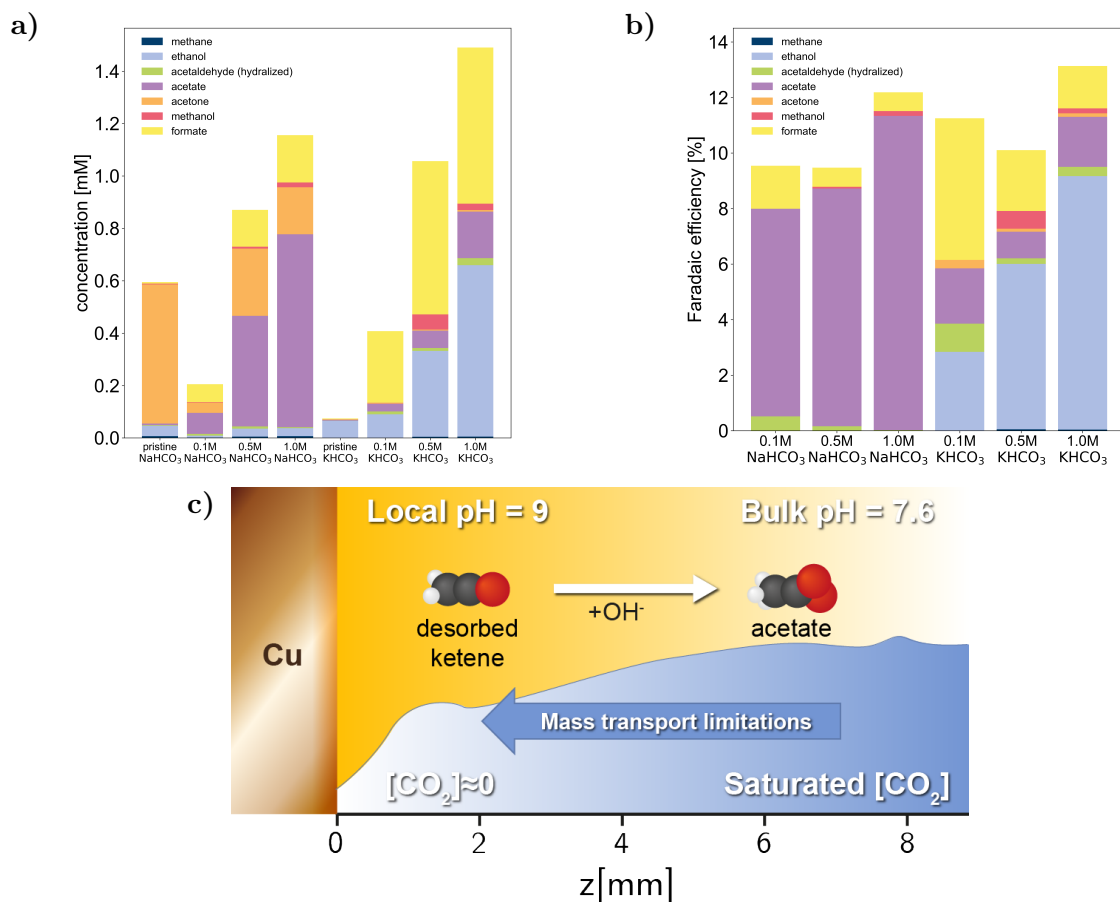 a)
methane
ethanol
acetaldehyde (hydralized)
acetate
acetone
methanol
formate
concentration [mM]
1.4
1.2
1.0
0.8
0.6
0.4
0.2
0.0
pristine 0.1M 0.5M 1.0M pristine 0.1M 0.5M 1.0M
NaHCO₃ NaHCO₃ NaHCO₃ NaHCO₃ KHCO₃ KHCO₃ KHCO₃ KHCO₃
b)
methane
ethanol
acetaldehyde (hydralized)
acetate
acetone
methanol
formate
Faradaic efficiency [%]
14
12
10
8
6
4
2
0
0.1M 0.5M 1.0M 0.1M 0.5M 1.0M
NaHCO₃ NaHCO₃ NaHCO₃ KHCO₃ KHCO₃ KHCO₃
c)
Local pH = 9 Bulk pH = 7.6
+OH⁻
desorbed
ketene
acetate
Cu
Mass transport limitations
[CO₂]≈0 Saturated [CO₂]
0 2 4 6 8
z[mm]